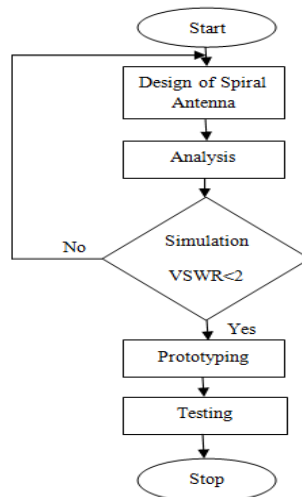 Start
Design of Spiral
Antenna
Analysis
Simulation
VSWR<2
No
Yes
Prototyping
Testing
Stop